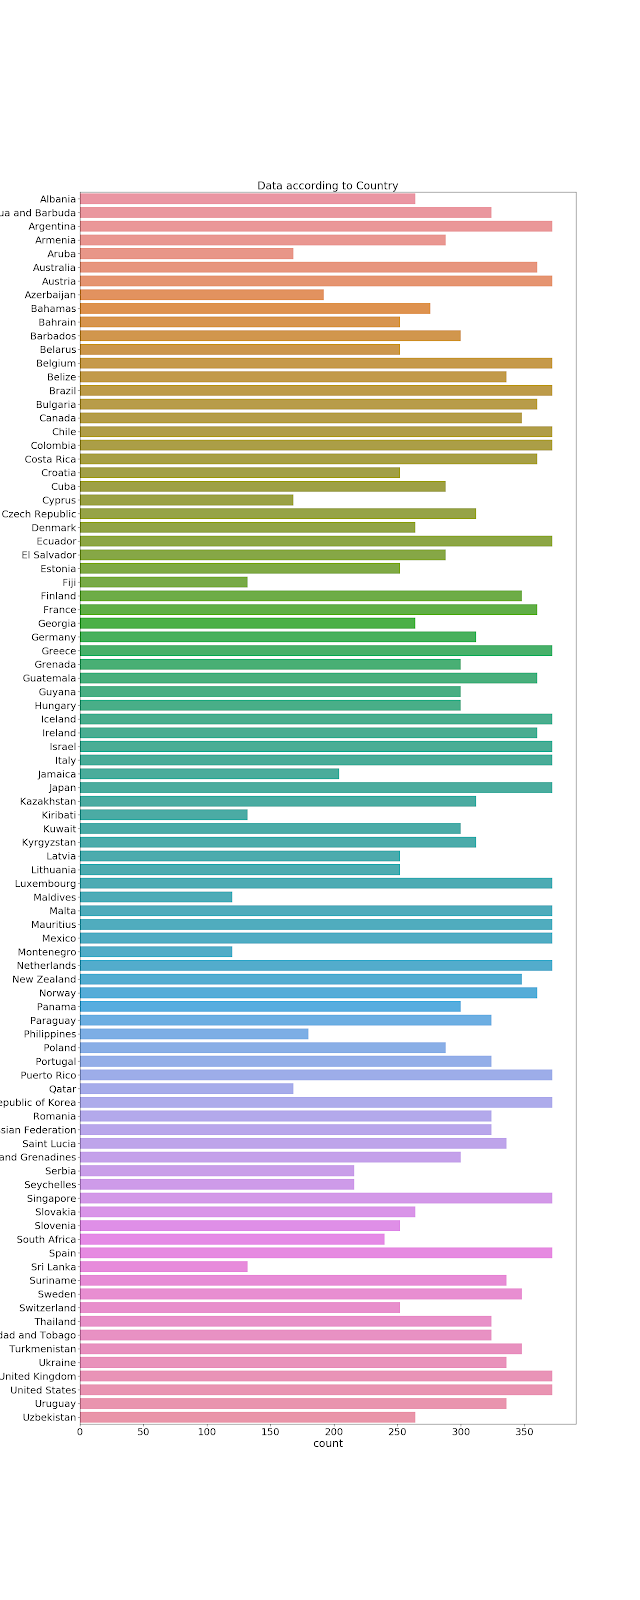 Data according to Country
Albania
ua and Barbuda
Argentina
Armenia
Aruba
Australia
Austria
Azerbaijan
Bahamas
Bahrain
Barbados
Belarus
Belgium
Belize
Brazil
Bulgaria
Canada
Chile
Colombia
Costa Rica
Croatia
Cuba
Cyprus
Czech Republic
Denmark
Ecuador
El Salvador
Estonia
Fiji
Finland
France
Georgia
Germany
Greece
Grenada
Guatemala
Guyana
Hungary
Iceland
Ireland
Israel
Italy
Jamaica
Japan
Kazakhstan
Kiribati
Kuwait
Kyrgyzstan
Latvia
Lithuania
Luxembourg
Maldives
Malta
Mauritius
Mexico
Montenegro
Netherlands
New Zealand
Norway
Panama
Paraguay
Philippines
Poland
Portugal
Puerto Rico
Qatar
epublic of Korea
Romania
sian Federation
Saint Lucia
and Grenadines
Serbia
Seychelles
Singapore
Slovakia
Slovenia
South Africa
Spain
Sri Lanka
Suriname
Sweden
Switzerland
Thailand
dad and Tobago
Turkmenistan
Ukraine
United Kingdom
United States
Uruguay
Uzbekistan
0 50 100 150 200 250 300 350
count